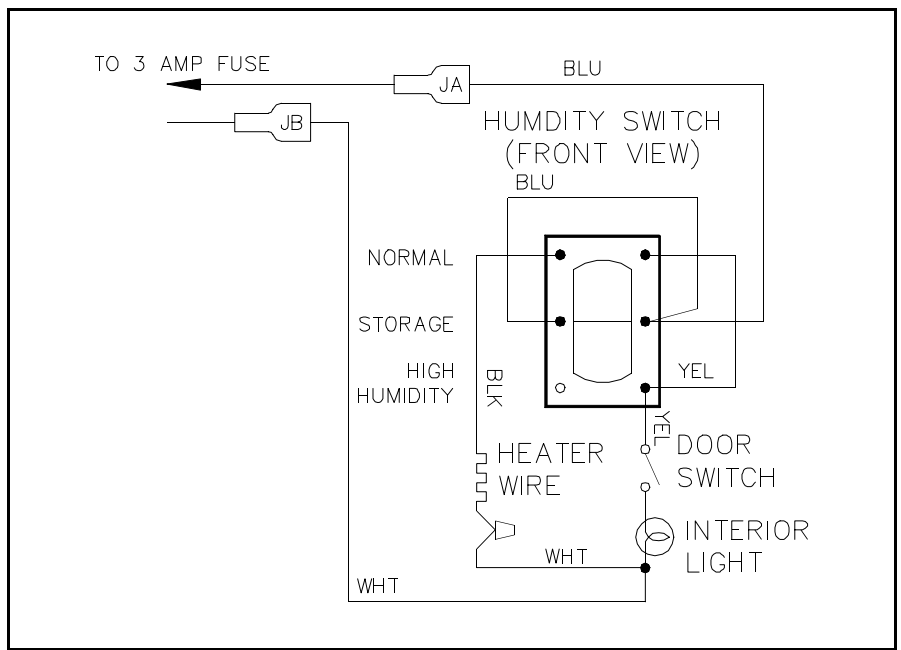 TO 3 AMP FUSE
BLU
JA
JB
HUMDITY SWITCH
(FRONT VIEW)
BLU
NORMAL
STORAGE
HIGH
HUMIDITY
BLK
YEL
YEL
DOOR
SWITCH
HEATER
WIRE
INTERIOR
LIGHT
WHT
WHT